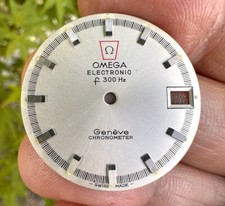 Ω
OMEGA
ELECTRONIC
f 300 Hz
Genève
CHRONOMETER
SWISS MADE